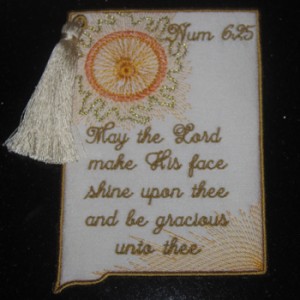 Num 6:25
May the Lord
make His face
shine upon thee
and be gracious
unto thee